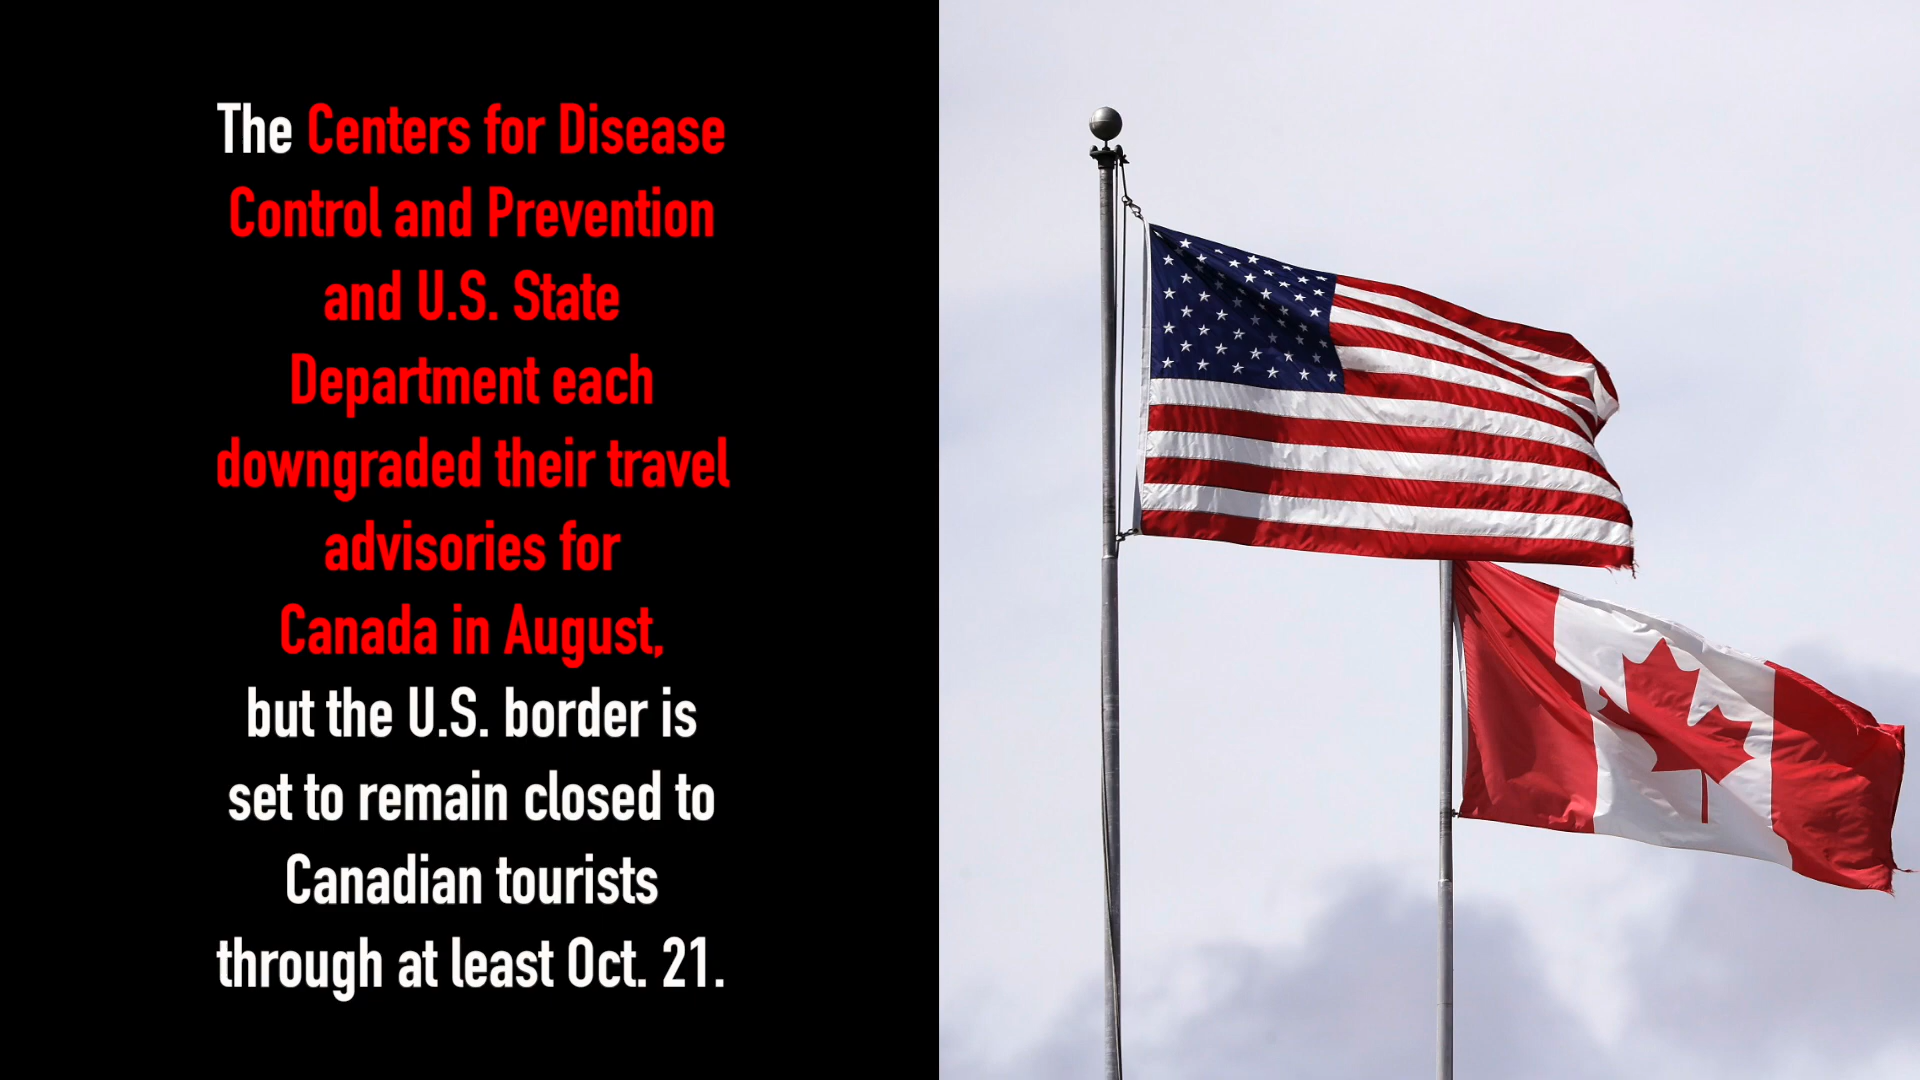 The Centers for Disease
Control and Prevention
and U.S. State
Department each
downgraded their travel
advisories for
Canada in August,
but the U.S. border is
set to remain closed to
Canadian tourists
through at least Oct. 21.